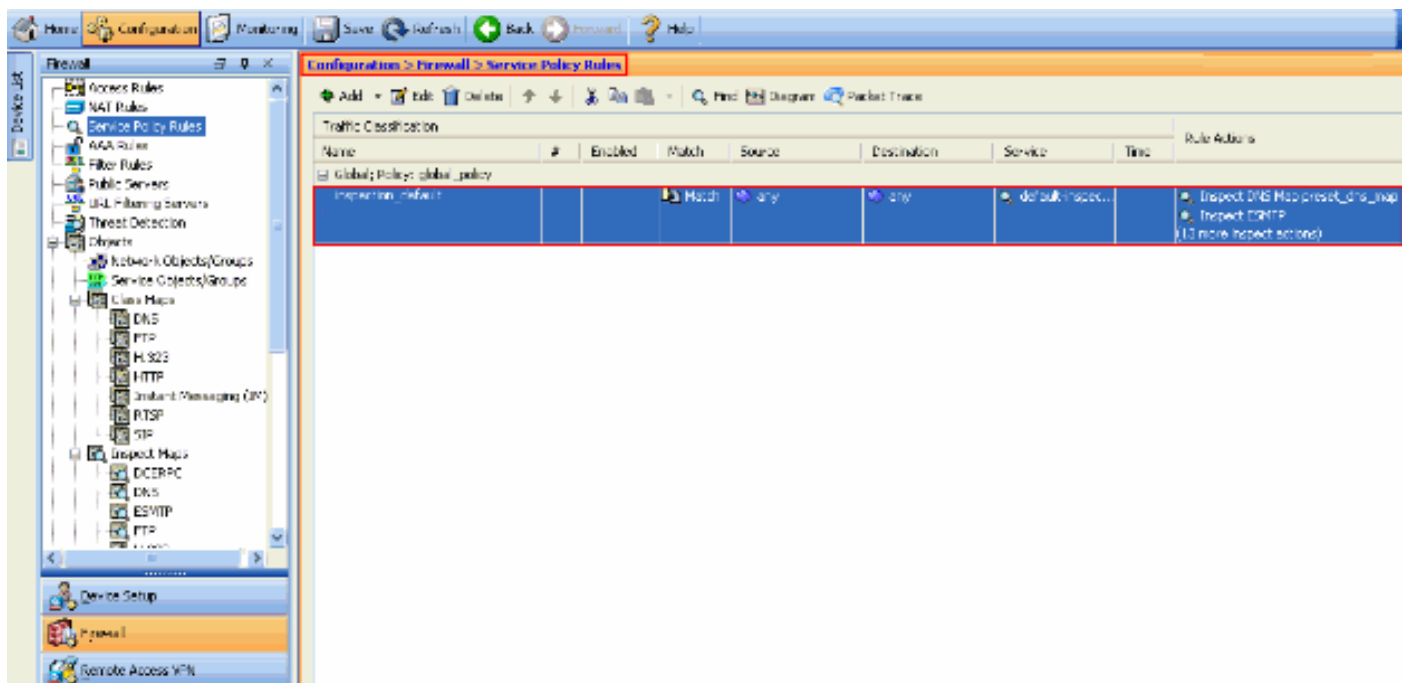 Home Configuration Monitoring Save Refresh Back Forward Help
Device List
Firewall
Access Rules
NAT Rules
Service Policy Rules
AAA Rules
Filter Rules
Public Servers
URL Filtering Servers
Threat Detection
Objects
Network Objects/Groups
Service Objects/Groups
Class Maps
DNS
FTP
H.323
HTTP
Instant Messaging (IM)
RTSP
SIP
Inspect Maps
DCERPC
DNS
ESMTP
FTP
Device Setup
Firewall
Remote Access VPN
Configuration > Firewall > Service Policy Rules
Add Edit Delete Find Diagram Packet Trace
Traffic Classification
Name # Enabled Match Source Destination Service Time Rule Actions
Global; Policy: global_policy
inspection_default Match any any default-inspec... Inspect DNS Map preset_dns_map
Inspect ESMTP
(13 more inspect actions)